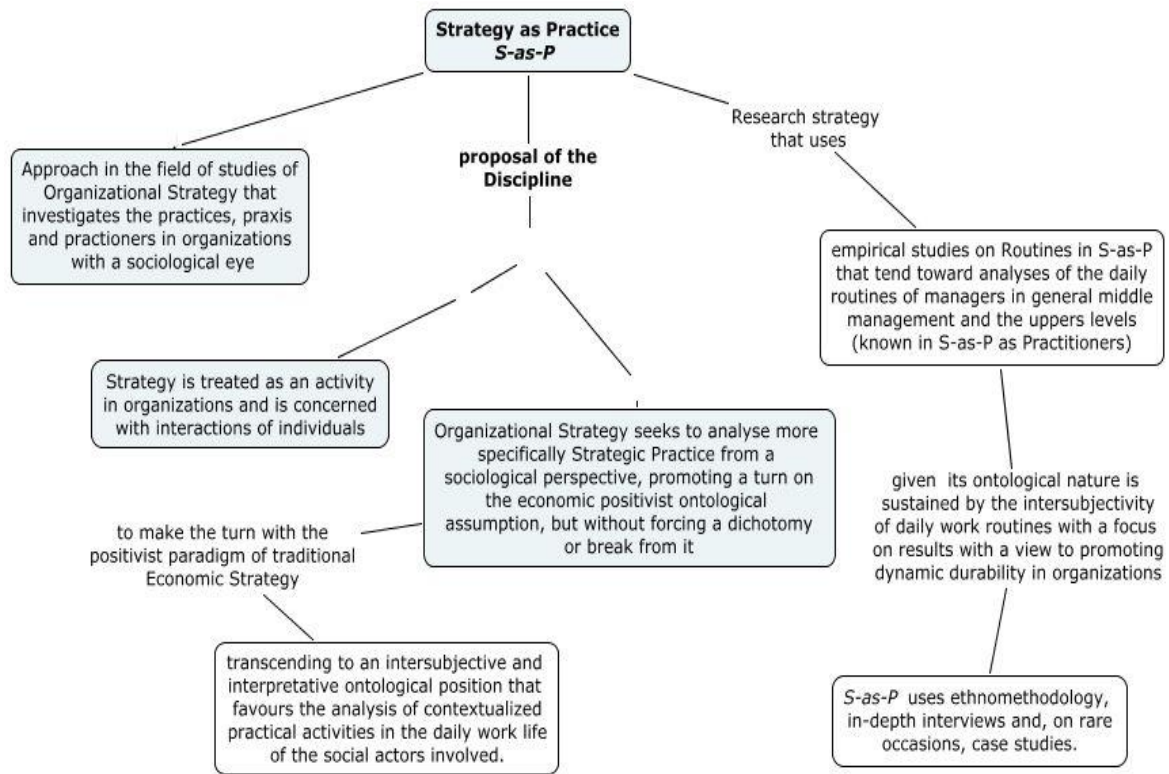 Strategy as Practice
S-as-P
Research strategy
that uses
proposal of the
Discipline
Approach in the field of studies of
Organizational Strategy that
investigates the practices, praxis
and practioners in organizations
with a sociological eye
empirical studies on Routines in S-as-P
that tend toward analyses of the daily
routines of managers in general middle
management and the uppers levels
(known in S-as-P as Practitioners)
Strategy is treated as an activity
in organizations and is concerned
with interactions of individuals
Organizational Strategy seeks to analyse more
specifically Strategic Practice from a
sociological perspective, promoting a turn on
the economic positivist ontological
assumption, but without forcing a dichotomy
or break from it
given its ontological nature is
sustained by the intersubjectivity
of daily work routines with a focus
on results with a view to promoting
dynamic durability in organizations
to make the turn with the
positivist paradigm of traditional
Economic Strategy
transcending to an intersubjective and
interpretative ontological position that
favours the analysis of contextualized
practical activities in the daily work life
of the social actors involved.
S-as-P uses ethnomethodology,
in-depth interviews and, on rare
occasions, case studies.